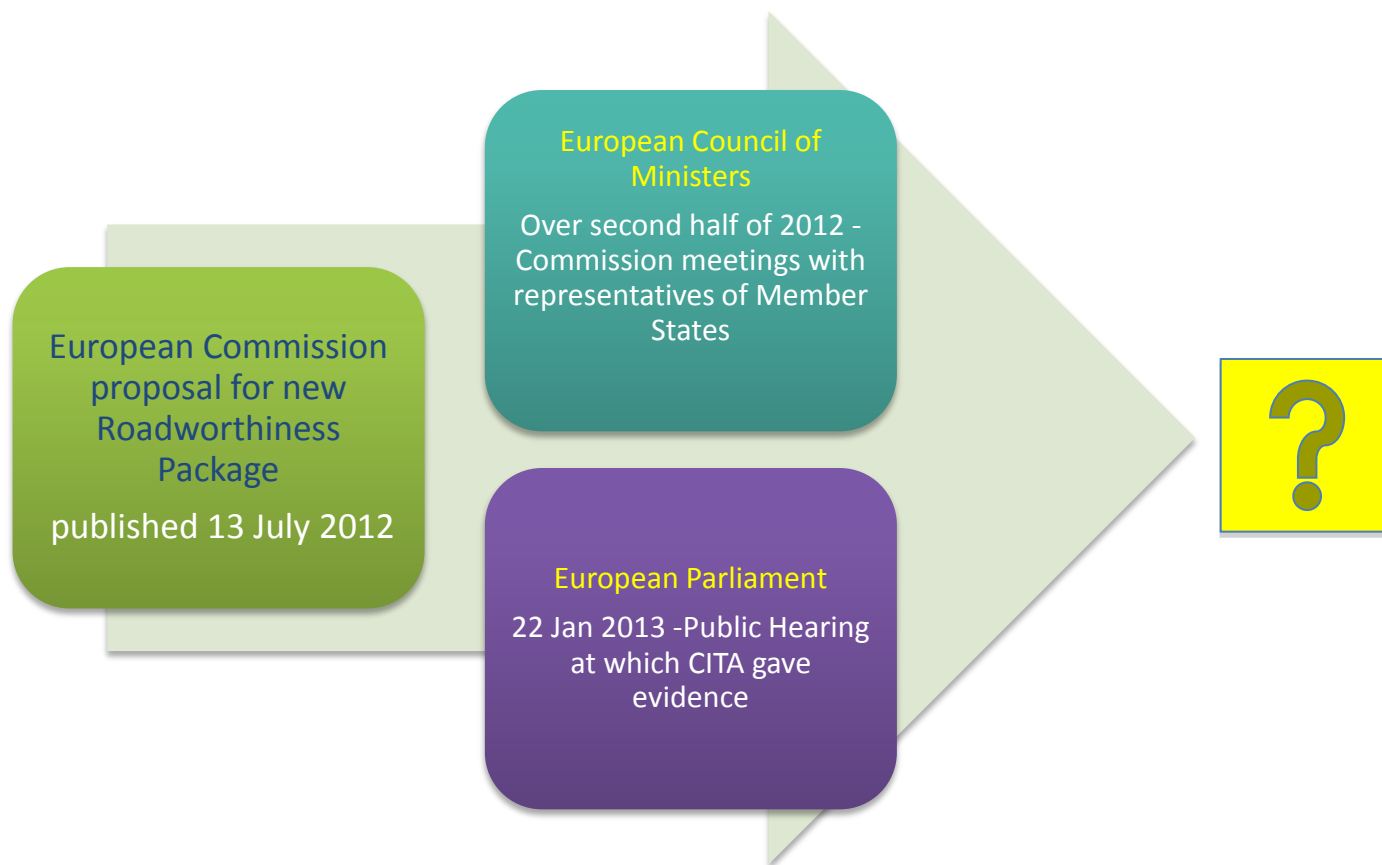 European Commission
proposal for new
Roadworthiness
Package
published 13 July 2012
European Council of
Ministers
Over second half of 2012 -
Commission meetings with
representatives of Member
States
European Parliament
22 Jan 2013 -Public Hearing
at which CITA gave
evidence
?